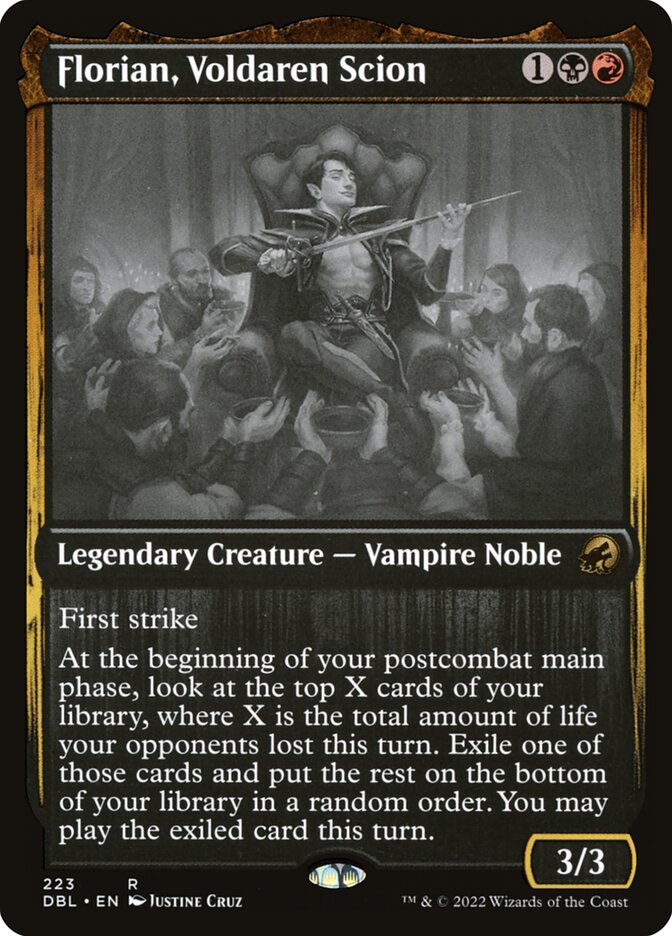 Florian, Voldaren Scion 1
Legendary Creature — Vampire Noble
First strike
At the beginning of your postcombat main
phase, look at the top X cards of your
library, where X is the total amount of life
your opponents lost this turn. Exile one of
those cards and put the rest on the bottom
of your library in a random order. You may
play the exiled card this turn.
3/3
223 R
DBL • EN Justine Cruz ™ & © 2022 Wizards of the Coast